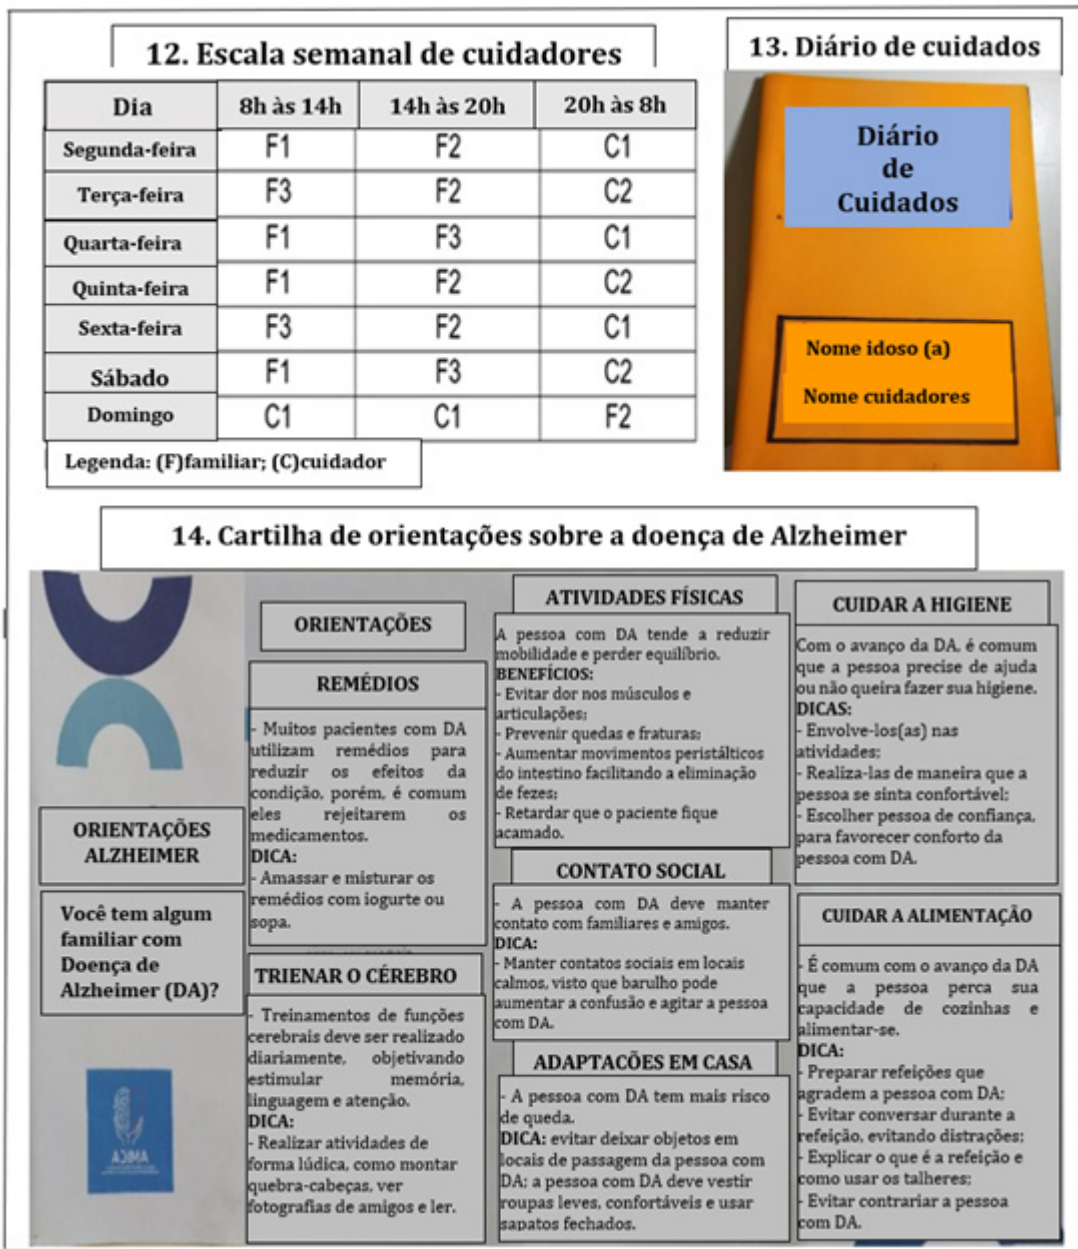 12. Escala semanal de cuidadores
Dia 8h às 14h 14h às 20h 20h às 8h
Segunda-feira F1 F2 C1
Terça-feira F3 F2 C2
Quarta-feira F1 F3 C1
Quinta-feira F1 F2 C2
Sexta-feira F3 F2 C1
Sábado F1 F3 C2
Domingo C1 C1 F2
Legenda: (F)familiar; (C)cuidador
13. Diário de cuidados
Diário
de
Cuidados
Nome idoso (a)
Nome cuidadores
14. Cartilha de orientações sobre a doença de Alzheimer
ORIENTAÇÕES
ALZHEIMER
Você tem algum
familiar com
Doença de
Alzheimer (DA)?
ORIENTAÇÕES
REMÉDIOS
- Muitos pacientes com DA
utilizam remédios para
reduzir os efeitos da
condição, porém, é comum
eles rejeitarem os
medicamentos.
DICA:
- Amassar e misturar os
remédios com iogurte ou
sopa.
TRIENAR O CÉREBRO
- Treinamentos de funções
cerebrais deve ser realizado
diariamente, objetivando
estimular memória,
linguagem e atenção.
DICA:
- Realizar atividades de
forma lúdica, como montar
quebra-cabeças, ver
fotografias de amigos e ler.
ATIVIDADES FÍSICAS
A pessoa com DA tende a reduzir
mobilidade e perder equilíbrio.
BENEFÍCIOS:
- Evitar dor nos músculos e
articulações;
- Prevenir quedas e fraturas;
- Aumentar movimentos peristálticos
do intestino facilitando a eliminação
de fezes;
- Retardar que o paciente fique
acamado.
CONTATO SOCIAL
- A pessoa com DA deve manter
contato com familiares e amigos.
DICA:
- Manter contatos sociais em locais
calmos, visto que barulho pode
aumentar a confusão e agitar a pessoa
com DA.
ADAPTACÕES EM CASA
- A pessoa com DA tem mais risco
de queda.
DICA: evitar deixar objetos em
locais de passagem da pessoa com
DA; a pessoa com DA deve vestir
roupas leves, confortáveis e usar
sapatos fechados.
CUIDAR A HIGIENE
Com o avanço da DA, é comum
que a pessoa precise de ajuda
ou não queira fazer sua higiene.
DICAS:
- Envolve-los(as) nas
atividades;
- Realiza-las de maneira que a
pessoa se sinta confortável;
- Escolher pessoa de confiança,
para favorecer conforto da
pessoa com DA.
CUIDAR A ALIMENTAÇÃO
- É comum com o avanço da DA
que a pessoa perca sua
capacidade de cozinhas e
alimentar-se.
DICA:
- Preparar refeições que
agradem a pessoa com DA;
- Evitar conversar durante a
refeição, evitando distrações;
- Explicar o que é a refeição e
como usar os talheres;
- Evitar contrariar a pessoa
com DA.